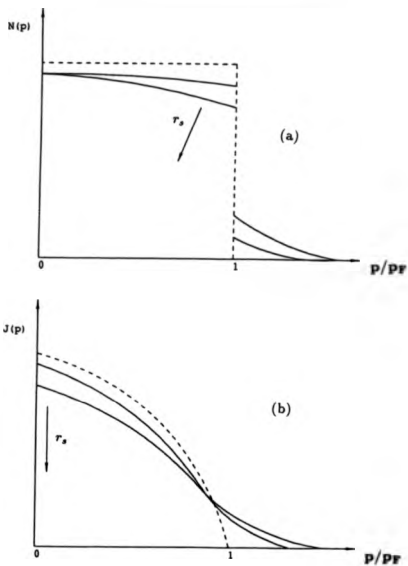 N(p)
r_s
(a)
0
1
p/p_F
J(p)
(b)
r_s
0
1
p/p_F